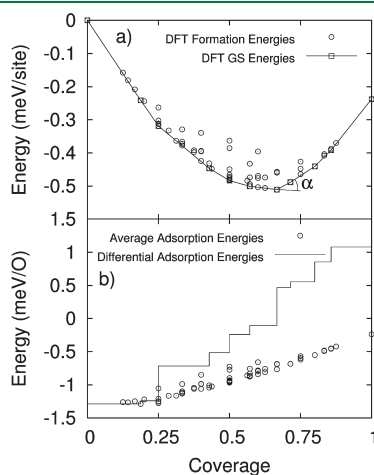 a)
DFT Formation Energies
DFT GS Energies
Energy (meV/site)
-0
-0.1
-0.2
-0.3
-0.4
-0.5
α
1.5
b)
Average Adsorption Energies
Differential Adsorption Energies
Energy (meV/O)
1
0.5
0
-0.5
-1
-1.5
0
0.25
0.5
0.75
1
Coverage